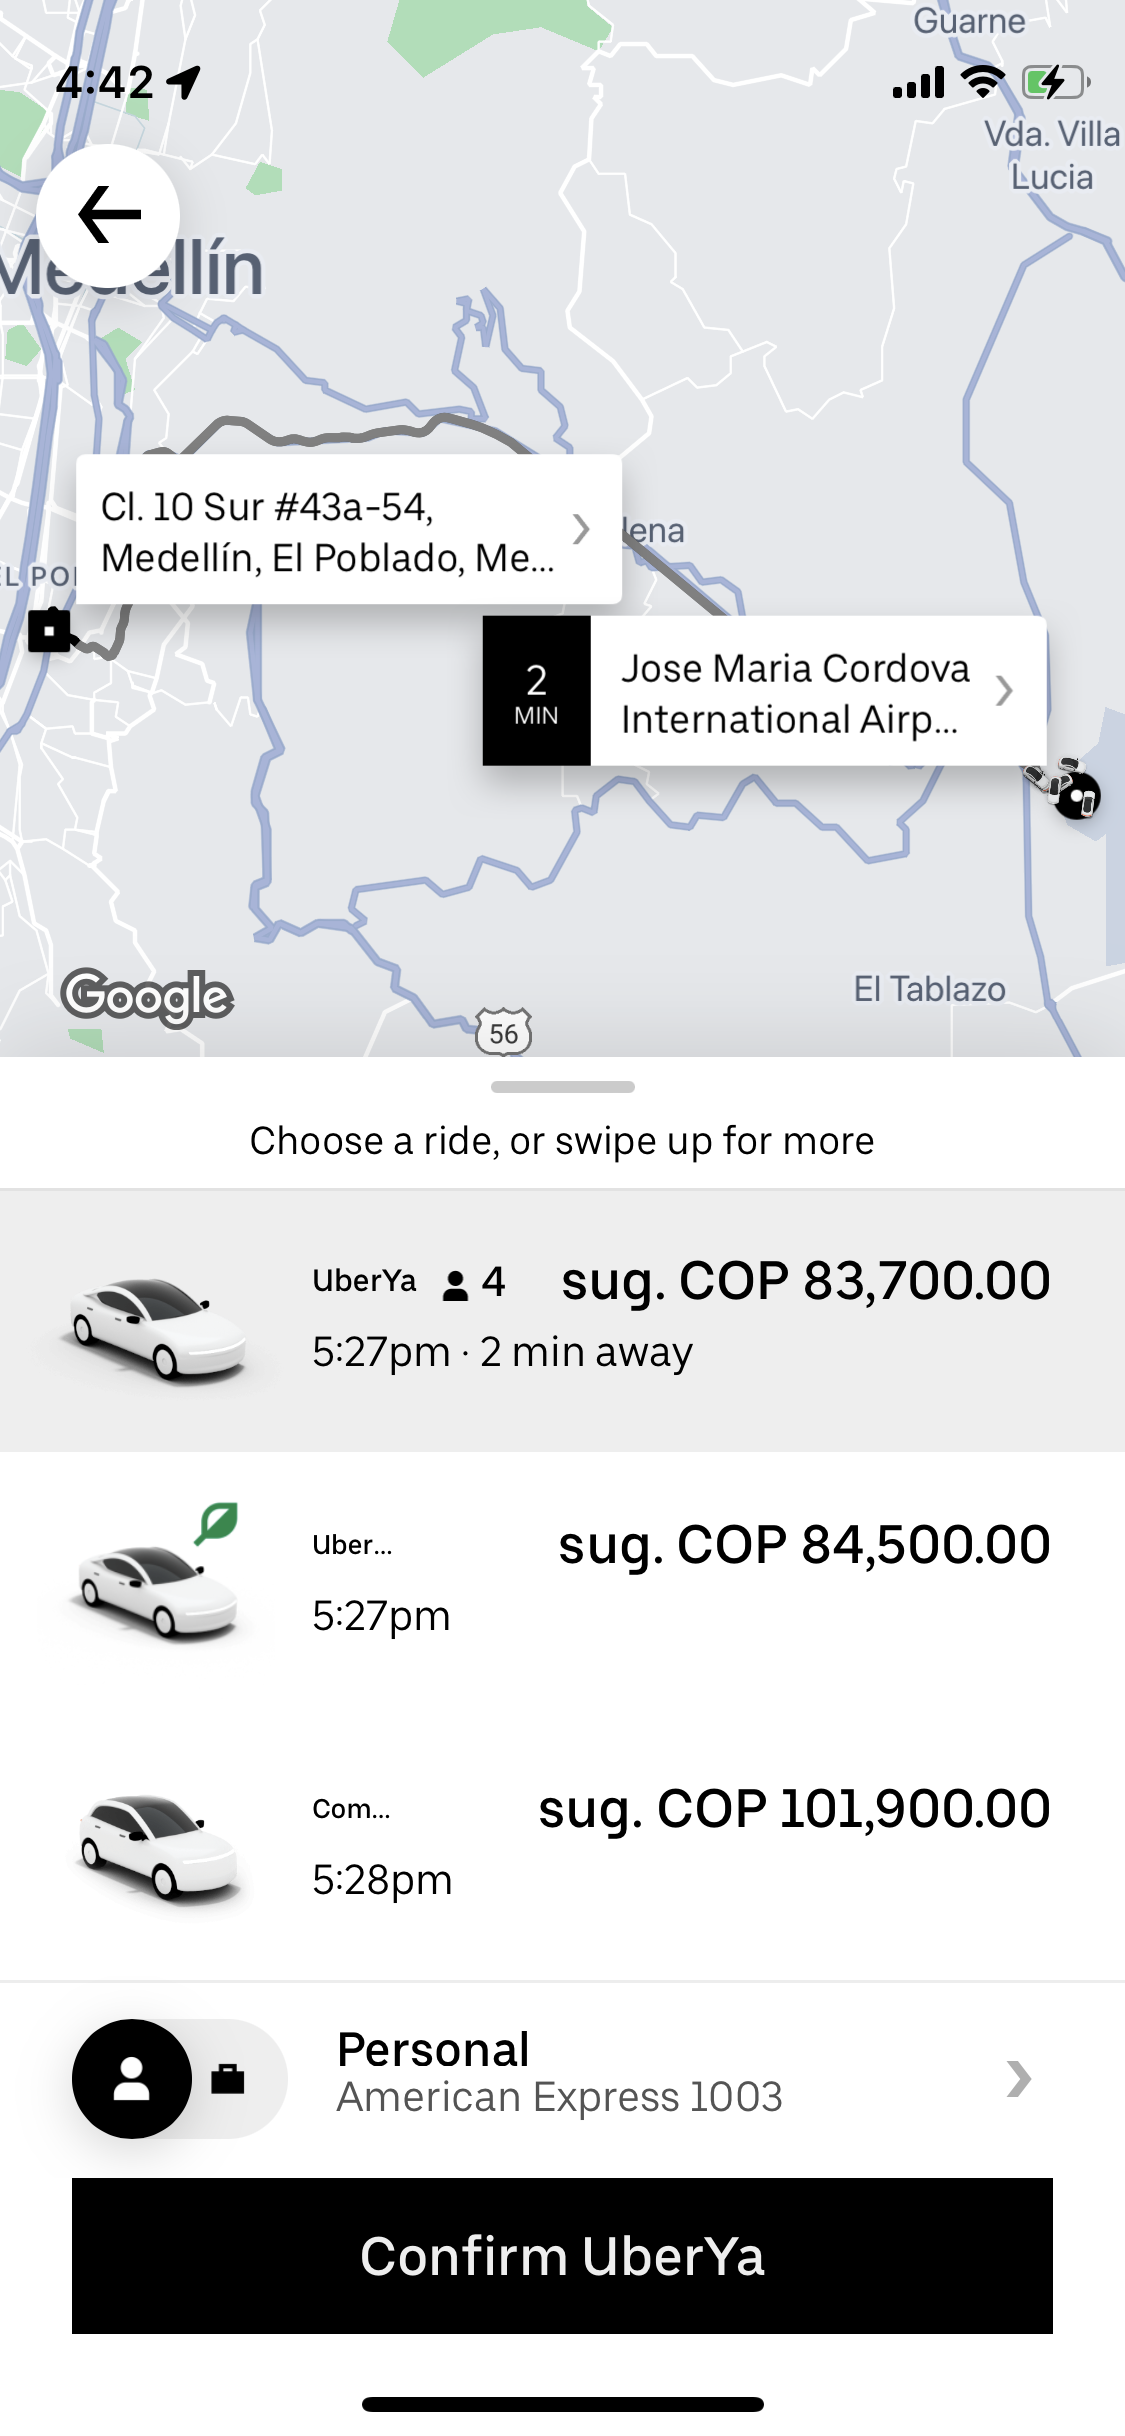 Guarne
4:42
Vda. Villa
Lucia
Medellín
Cl. 10 Sur #43a-54,
Medellín, El Poblado, Me...
lena
EL PO
2
MIN
Jose Maria Cordova
International Airp...
El Tablazo
Google
56
Choose a ride, or swipe up for more
UberYa 4 sug. COP 83,700.00
5:27pm · 2 min away
Uber... sug. COP 84,500.00
5:27pm
Com... sug. COP 101,900.00
5:28pm
Personal
American Express 1003
Confirm UberYa